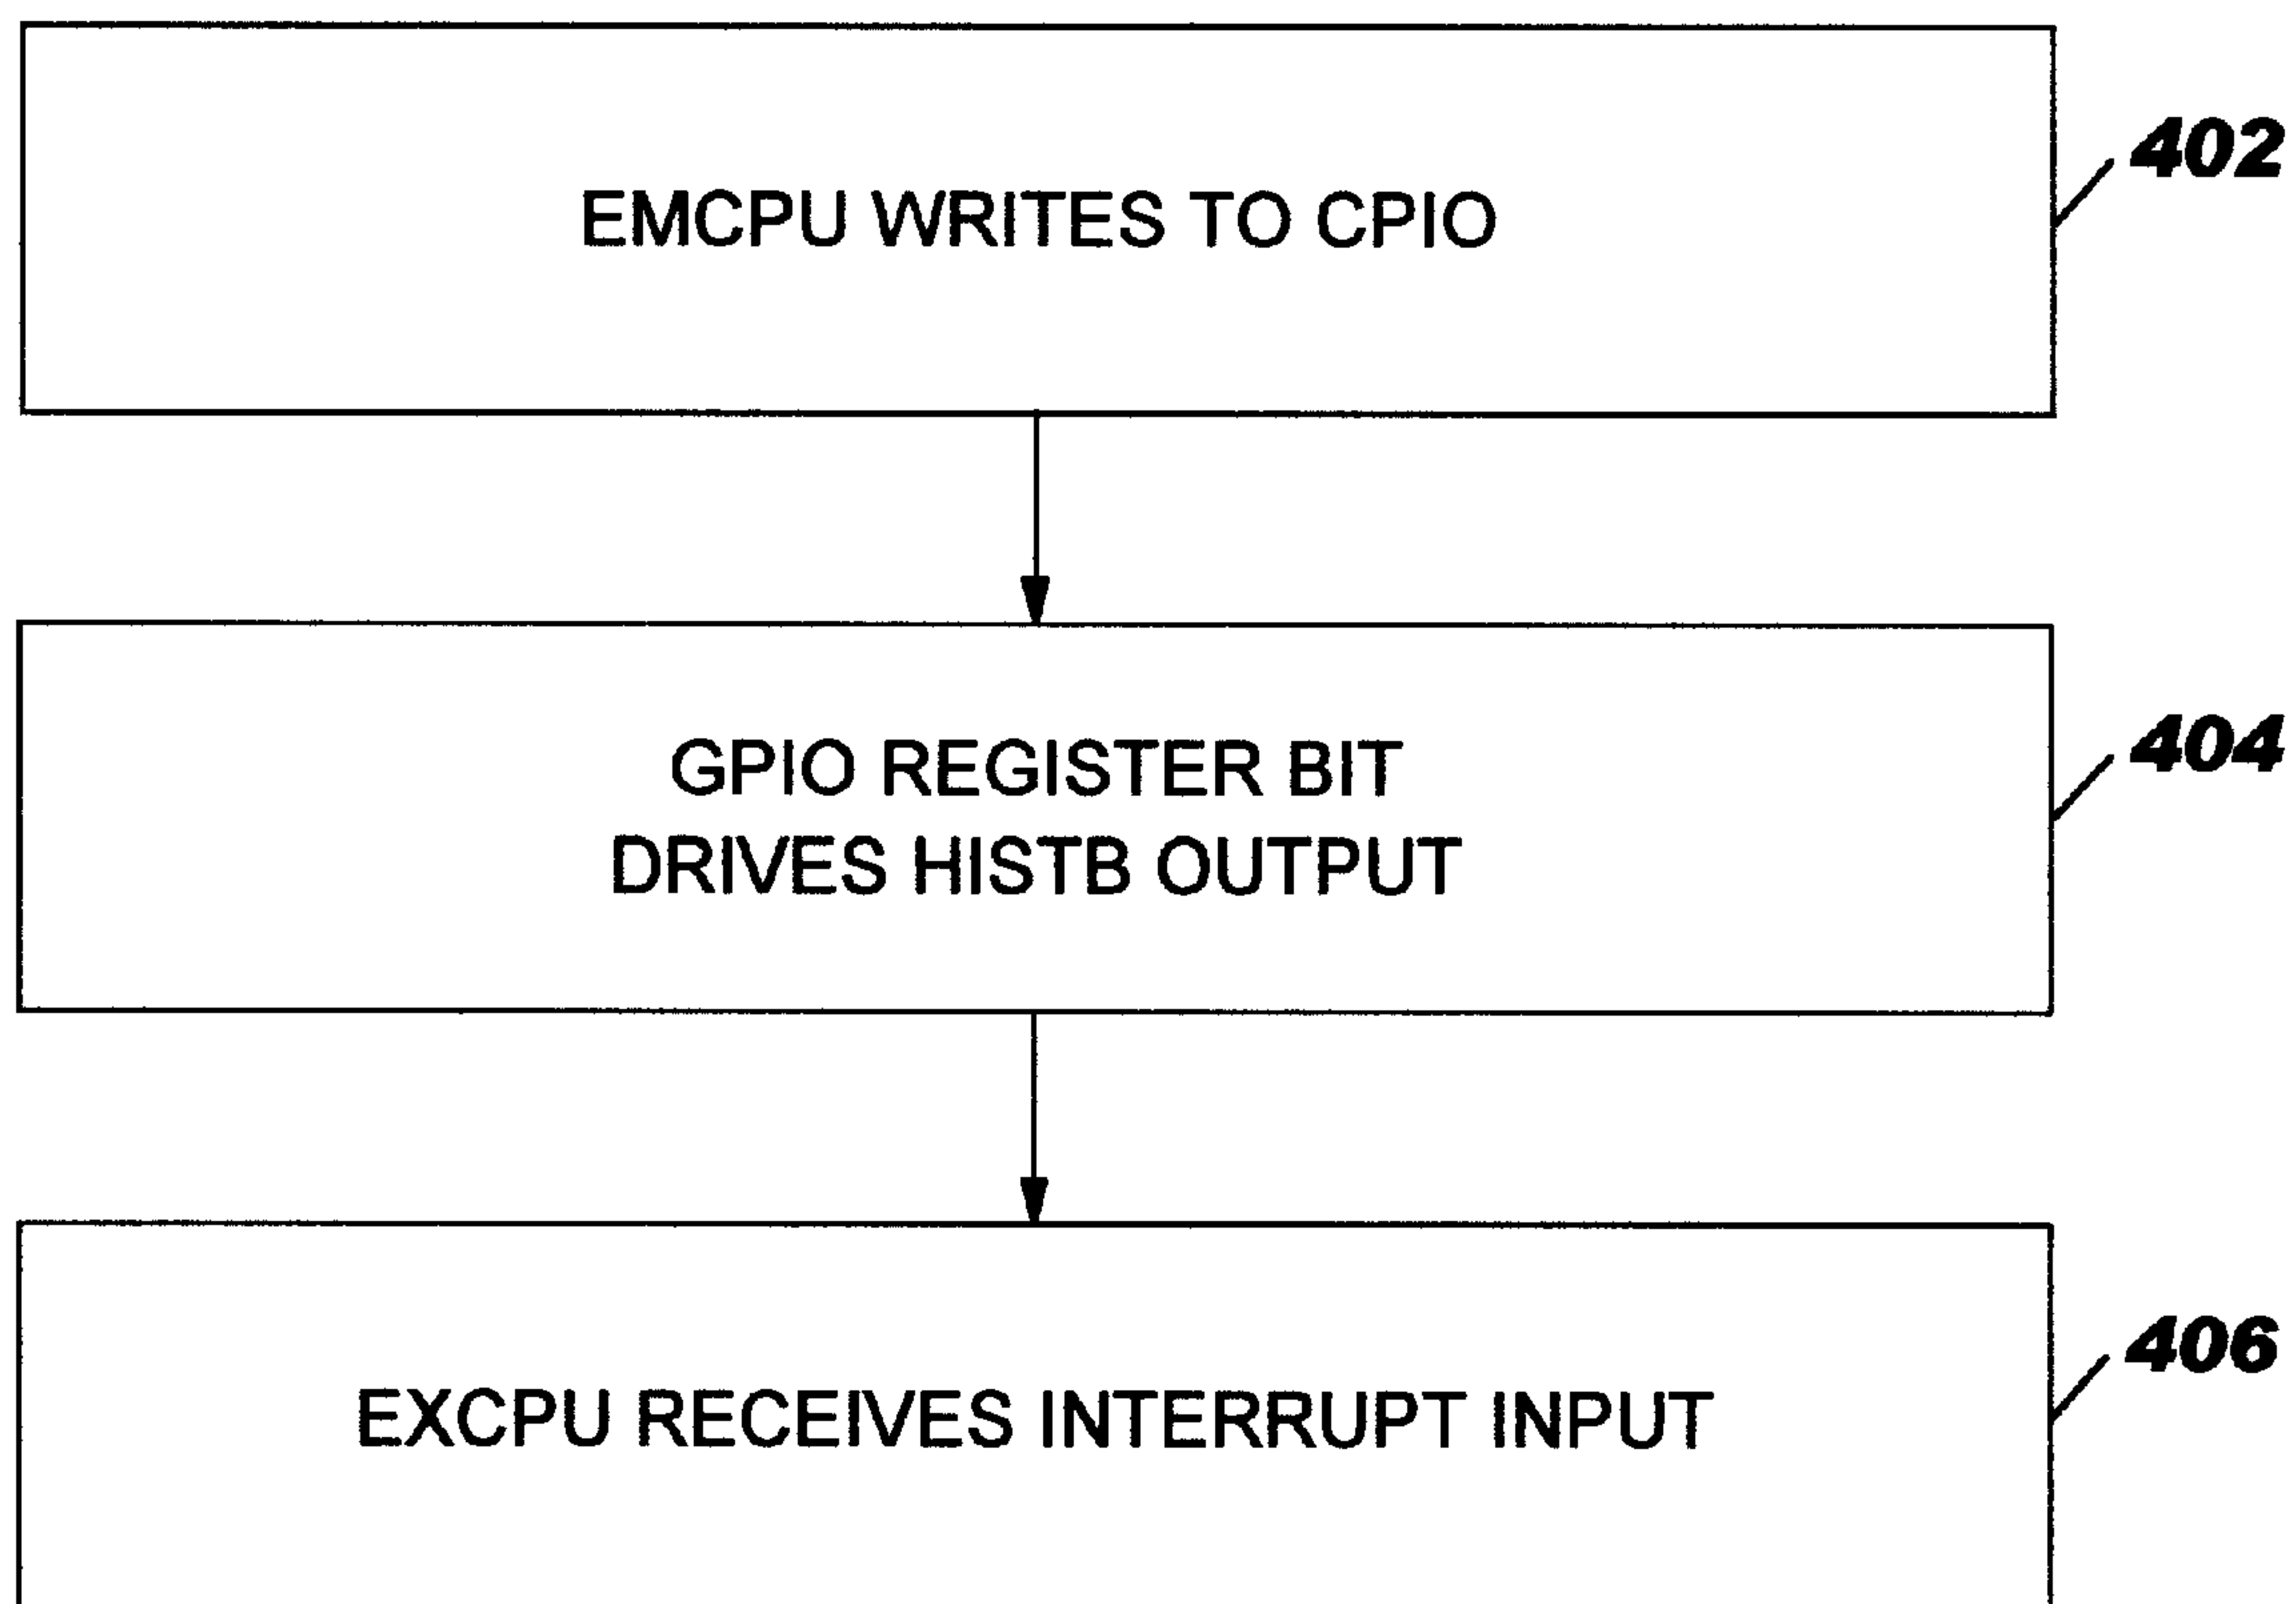 EMCPU WRITES TO CPIO
402
GPIO REGISTER BIT
DRIVES HISTB OUTPUT
404
EXCPU RECEIVES INTERRUPT INPUT
406